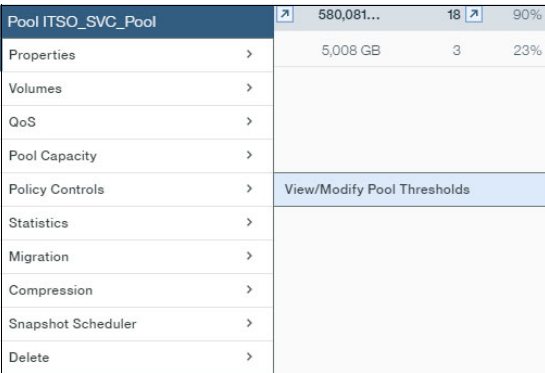 Pool ITSO_SVC_Pool
580,081... 18 90%
Properties
5,008 GB 3 23%
Volumes
QoS
Pool Capacity
Policy Controls
View/Modify Pool Thresholds
Statistics
Migration
Compression
Snapshot Scheduler
Delete